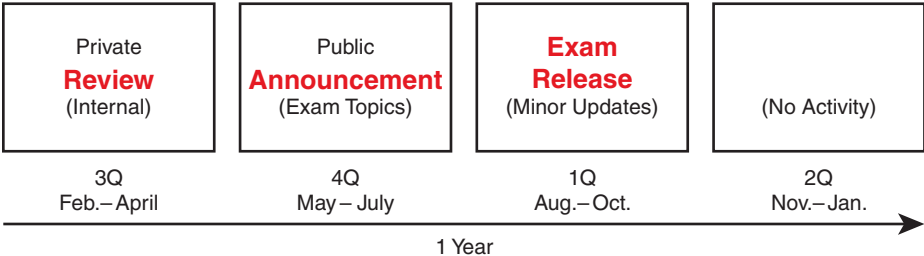 Private
Review
(Internal)
Public
Announcement
(Exam Topics)
Exam
Release
(Minor Updates)
(No Activity)
3Q
Feb.–April
4Q
May–July
1Q
Aug.–Oct.
2Q
Nov.–Jan.
1 Year